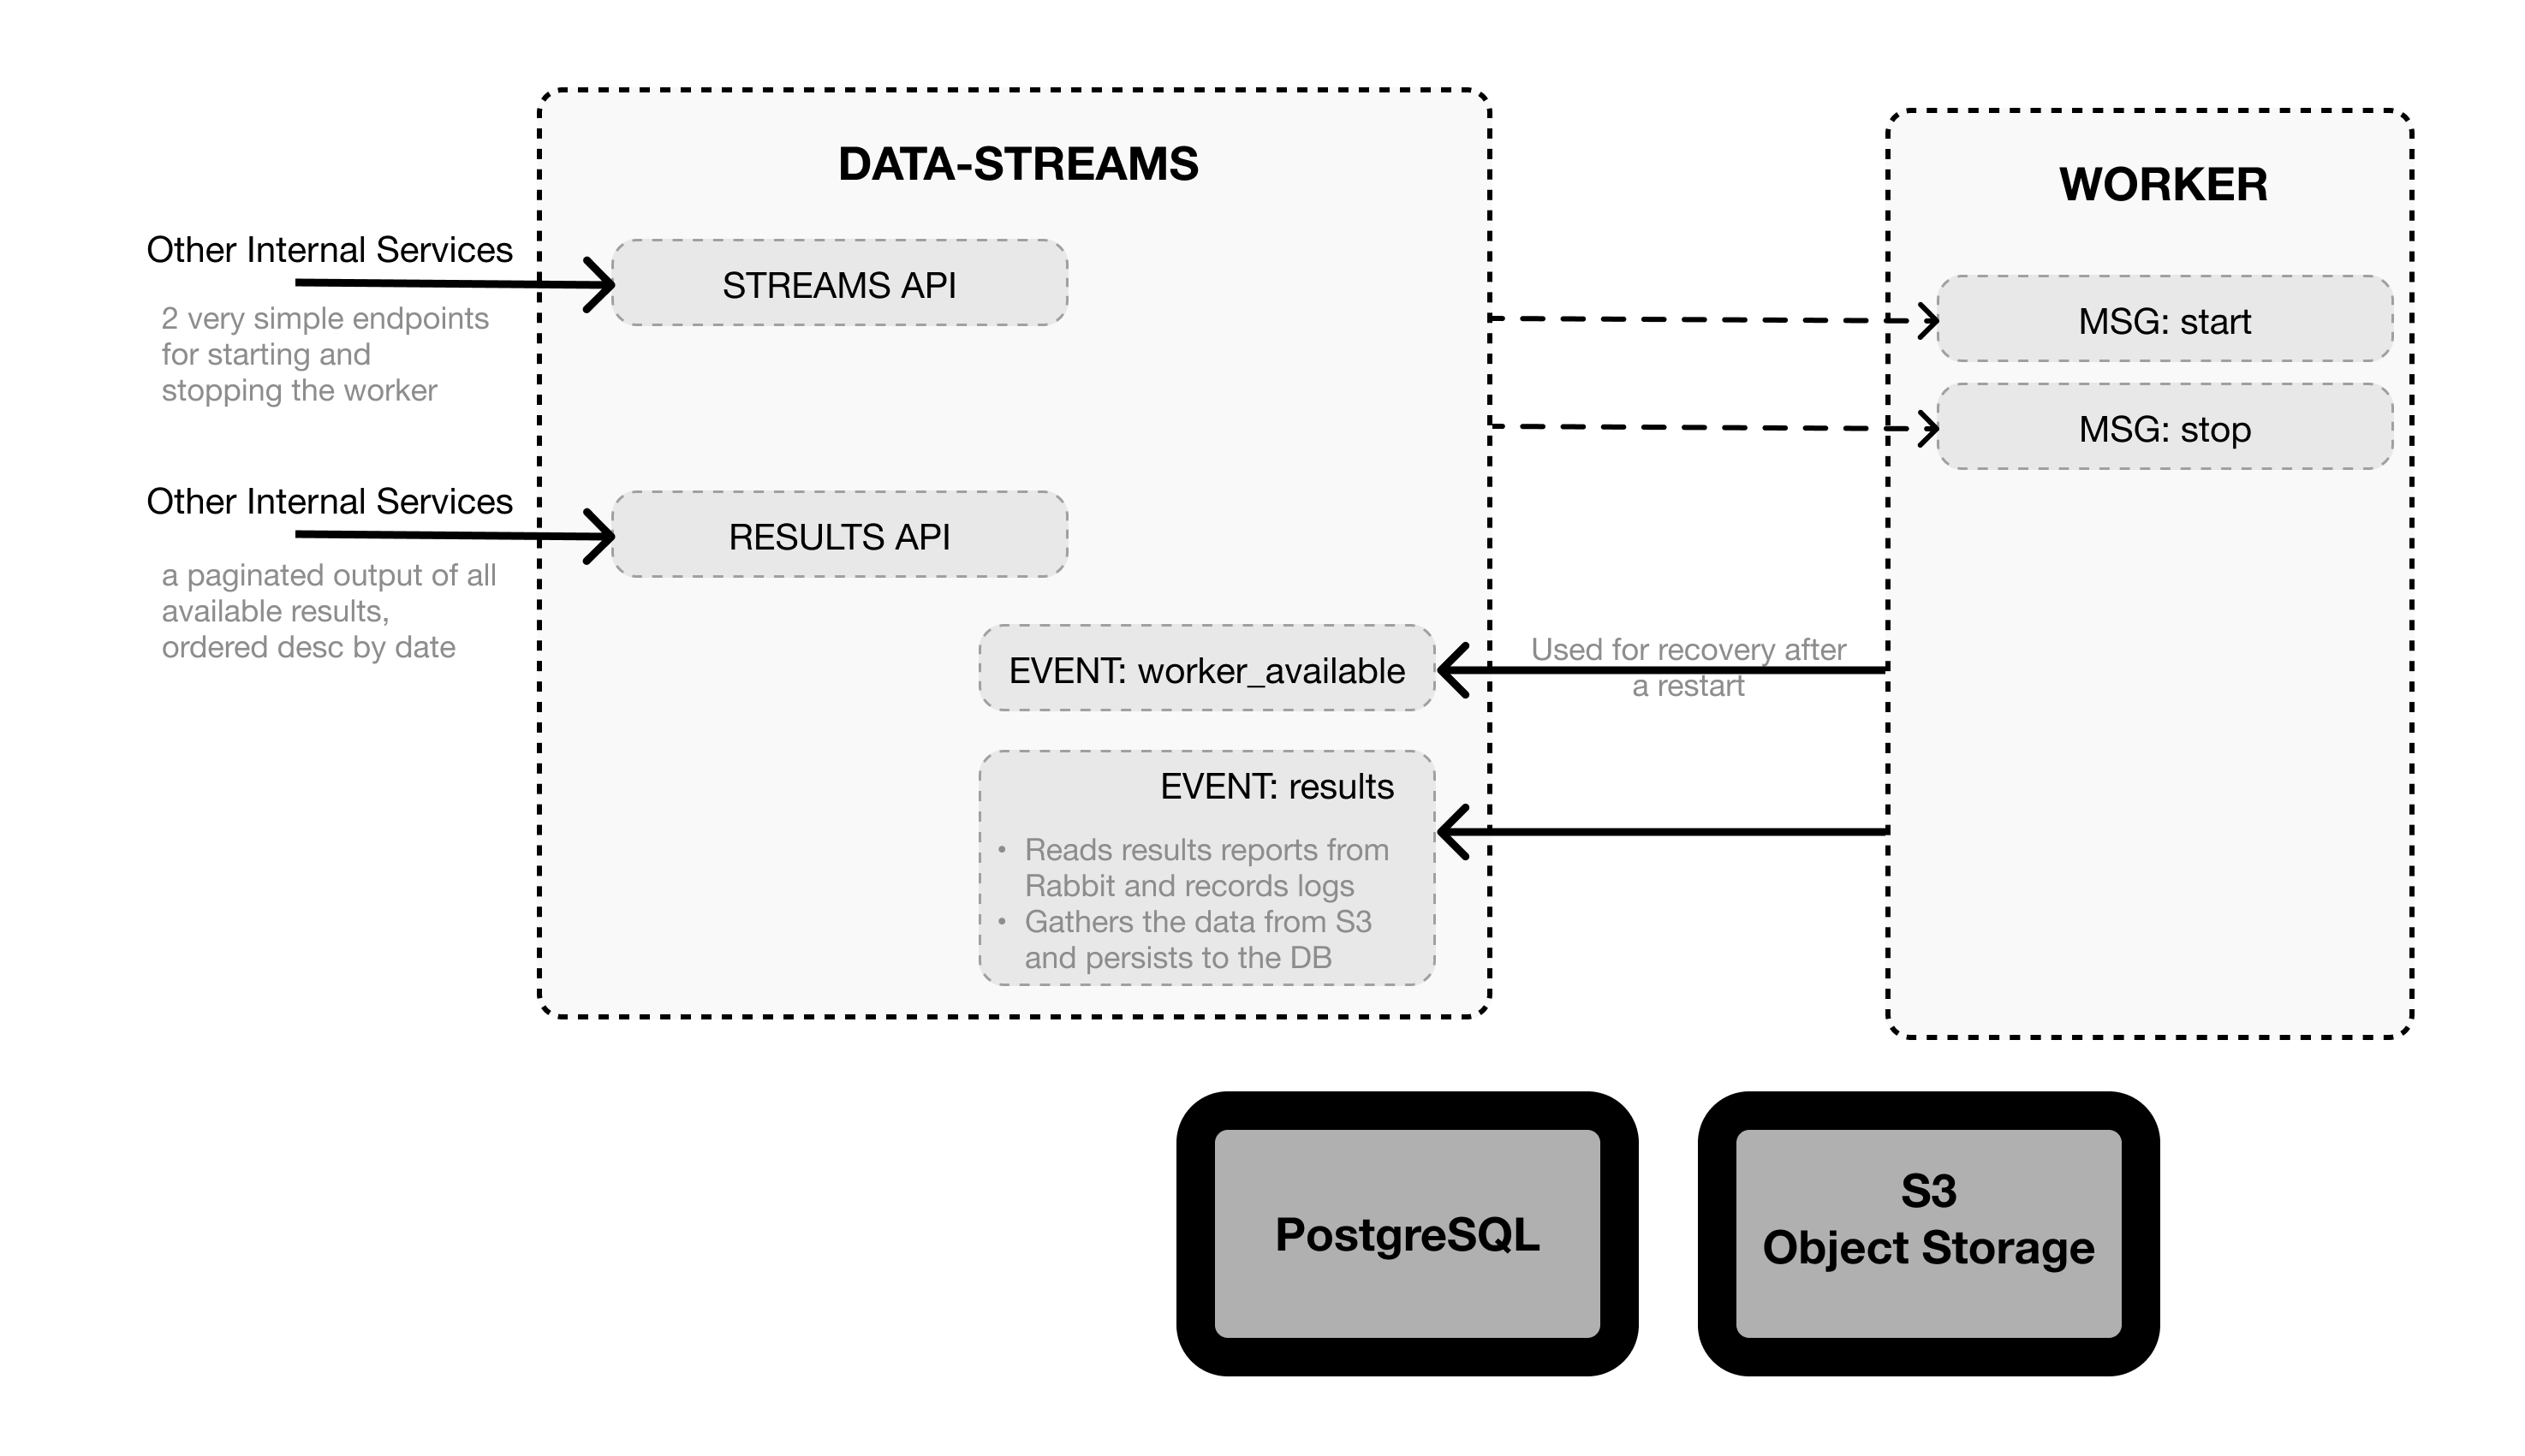 DATA-STREAMS
WORKER
Other Internal Services
STREAMS API
2 very simple endpoints
for starting and
stopping the worker
MSG: start
MSG: stop
Other Internal Services
RESULTS API
a paginated output of all
available results,
ordered desc by date
EVENT: worker_available
Used for recovery after
a restart
EVENT: results
• Reads results reports from
Rabbit and records logs
• Gathers the data from S3
and persists to the DB
PostgreSQL
S3
Object Storage